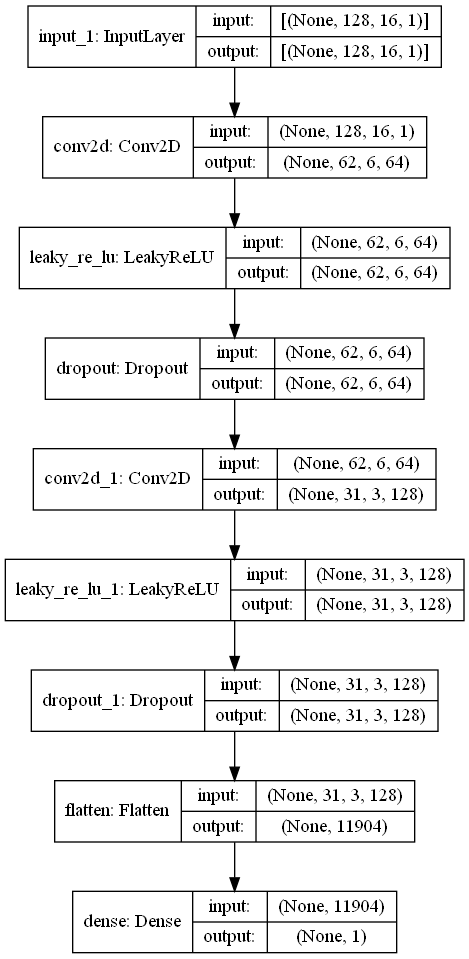 input_1: InputLayer
input:
[(None, 128, 16, 1)]
output:
[(None, 128, 16, 1)]
conv2d: Conv2D
input:
(None, 128, 16, 1)
output:
(None, 62, 6, 64)
leaky_re_lu: LeakyReLU
input:
(None, 62, 6, 64)
output:
(None, 62, 6, 64)
dropout: Dropout
input:
(None, 62, 6, 64)
output:
(None, 62, 6, 64)
conv2d_1: Conv2D
input:
(None, 62, 6, 64)
output:
(None, 31, 3, 128)
leaky_re_lu_1: LeakyReLU
input:
(None, 31, 3, 128)
output:
(None, 31, 3, 128)
dropout_1: Dropout
input:
(None, 31, 3, 128)
output:
(None, 31, 3, 128)
flatten: Flatten
input:
(None, 31, 3, 128)
output:
(None, 11904)
dense: Dense
input:
(None, 11904)
output:
(None, 1)